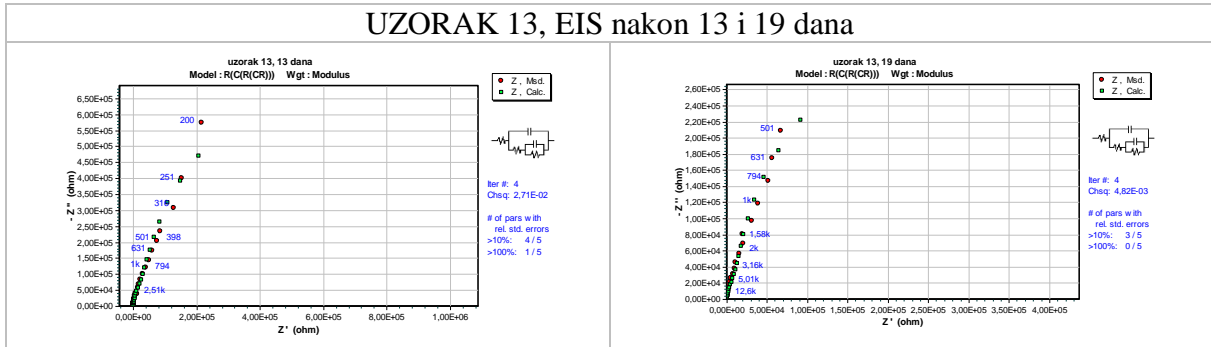 UZORAK 13, EIS nakon 13 i 19 dana
uzorak 13, 13 dana
Model : R(C(R(CR))) Wgt : Modulus
Z , Msd.
Z , Calc.
6,50E+05
6,00E+05
5,50E+05
5,00E+05
4,50E+05
4,00E+05
3,50E+05
3,00E+05
2,50E+05
2,00E+05
1,50E+05
1,00E+05
5,00E+04
0,00E+00
- Z '' (ohm)
200
251
316
398
501
631
794
1k
2,51k
0,00E+00 2,00E+05 4,00E+05 6,00E+05 8,00E+05 1,00E+06
Z ' (ohm)
Iter #: 4
Chsq: 2,71E-02
# of pars with
rel. std. errors
>10%: 4 / 5
>100%: 1 / 5
uzorak 13, 19 dana
Model : R(C(R(CR))) Wgt : Modulus
Z , Msd.
Z , Calc.
2,60E+05
2,40E+05
2,20E+05
2,00E+05
1,80E+05
1,60E+05
1,40E+05
1,20E+05
1,00E+05
8,00E+04
6,00E+04
4,00E+04
2,00E+04
0,00E+00
- Z '' (ohm)
501
631
794
1k
1,58k
2k
3,16k
5,01k
12,6k
0,00E+00 5,00E+04 1,00E+05 1,50E+05 2,00E+05 2,50E+05 3,00E+05 3,50E+05 4,00E+05
Z ' (ohm)
Iter #: 4
Chsq: 4,82E-03
# of pars with
rel. std. errors
>10%: 3 / 5
>100%: 0 / 5